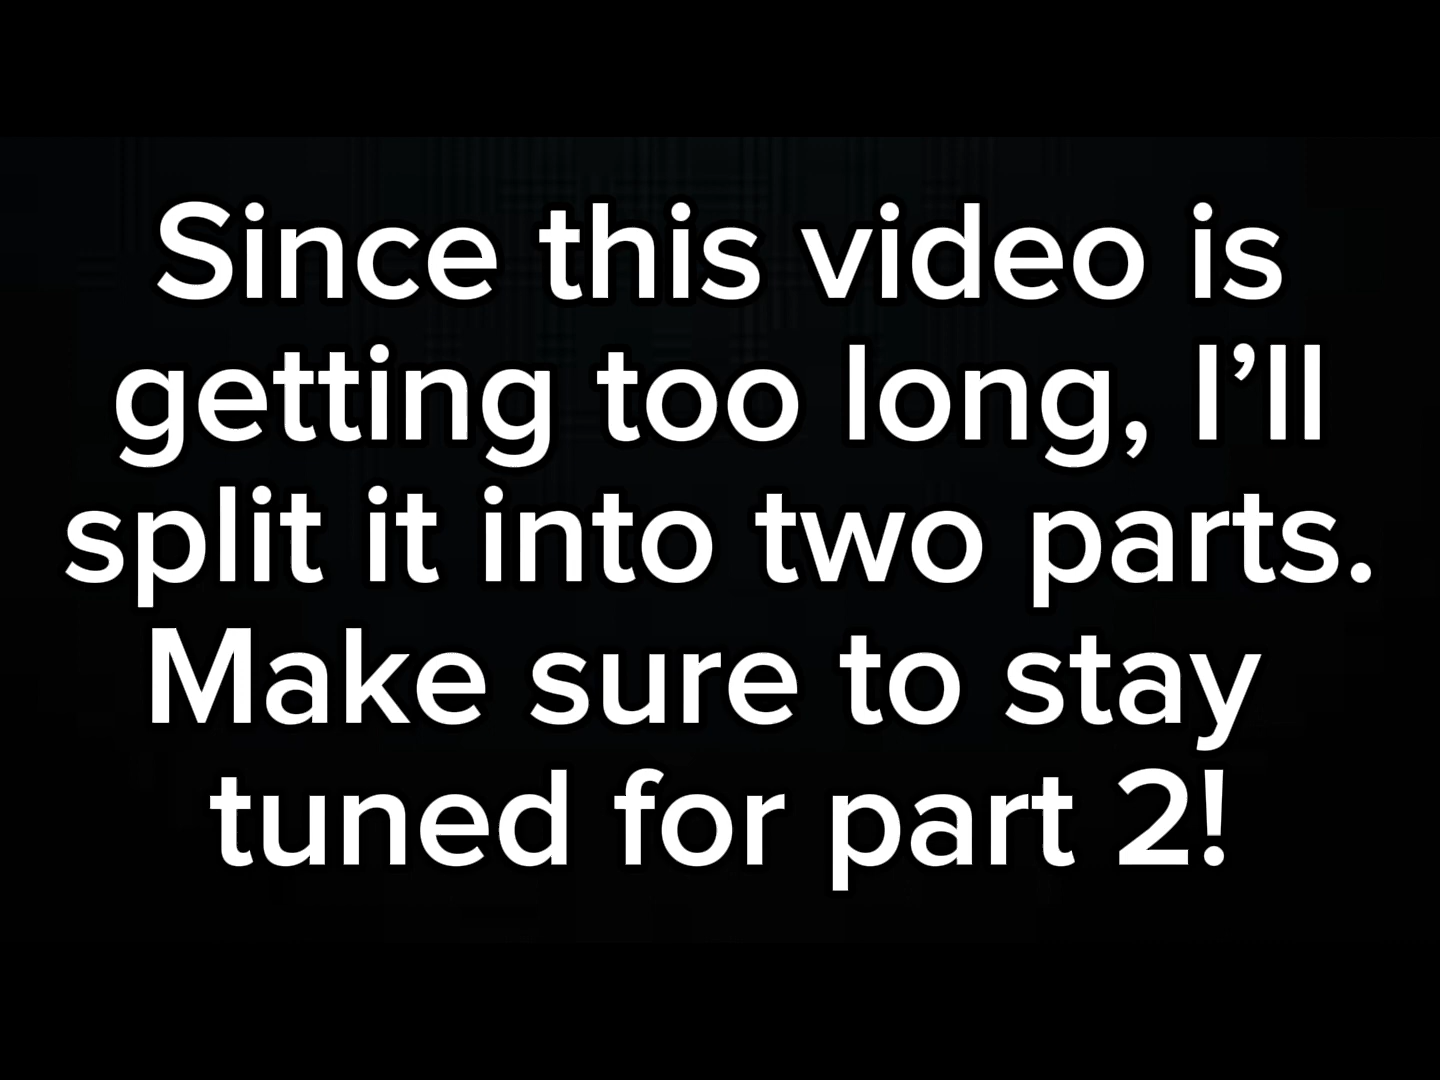 Since this video is
getting too long, I’ll
split it into two parts.
Make sure to stay
tuned for part 2!